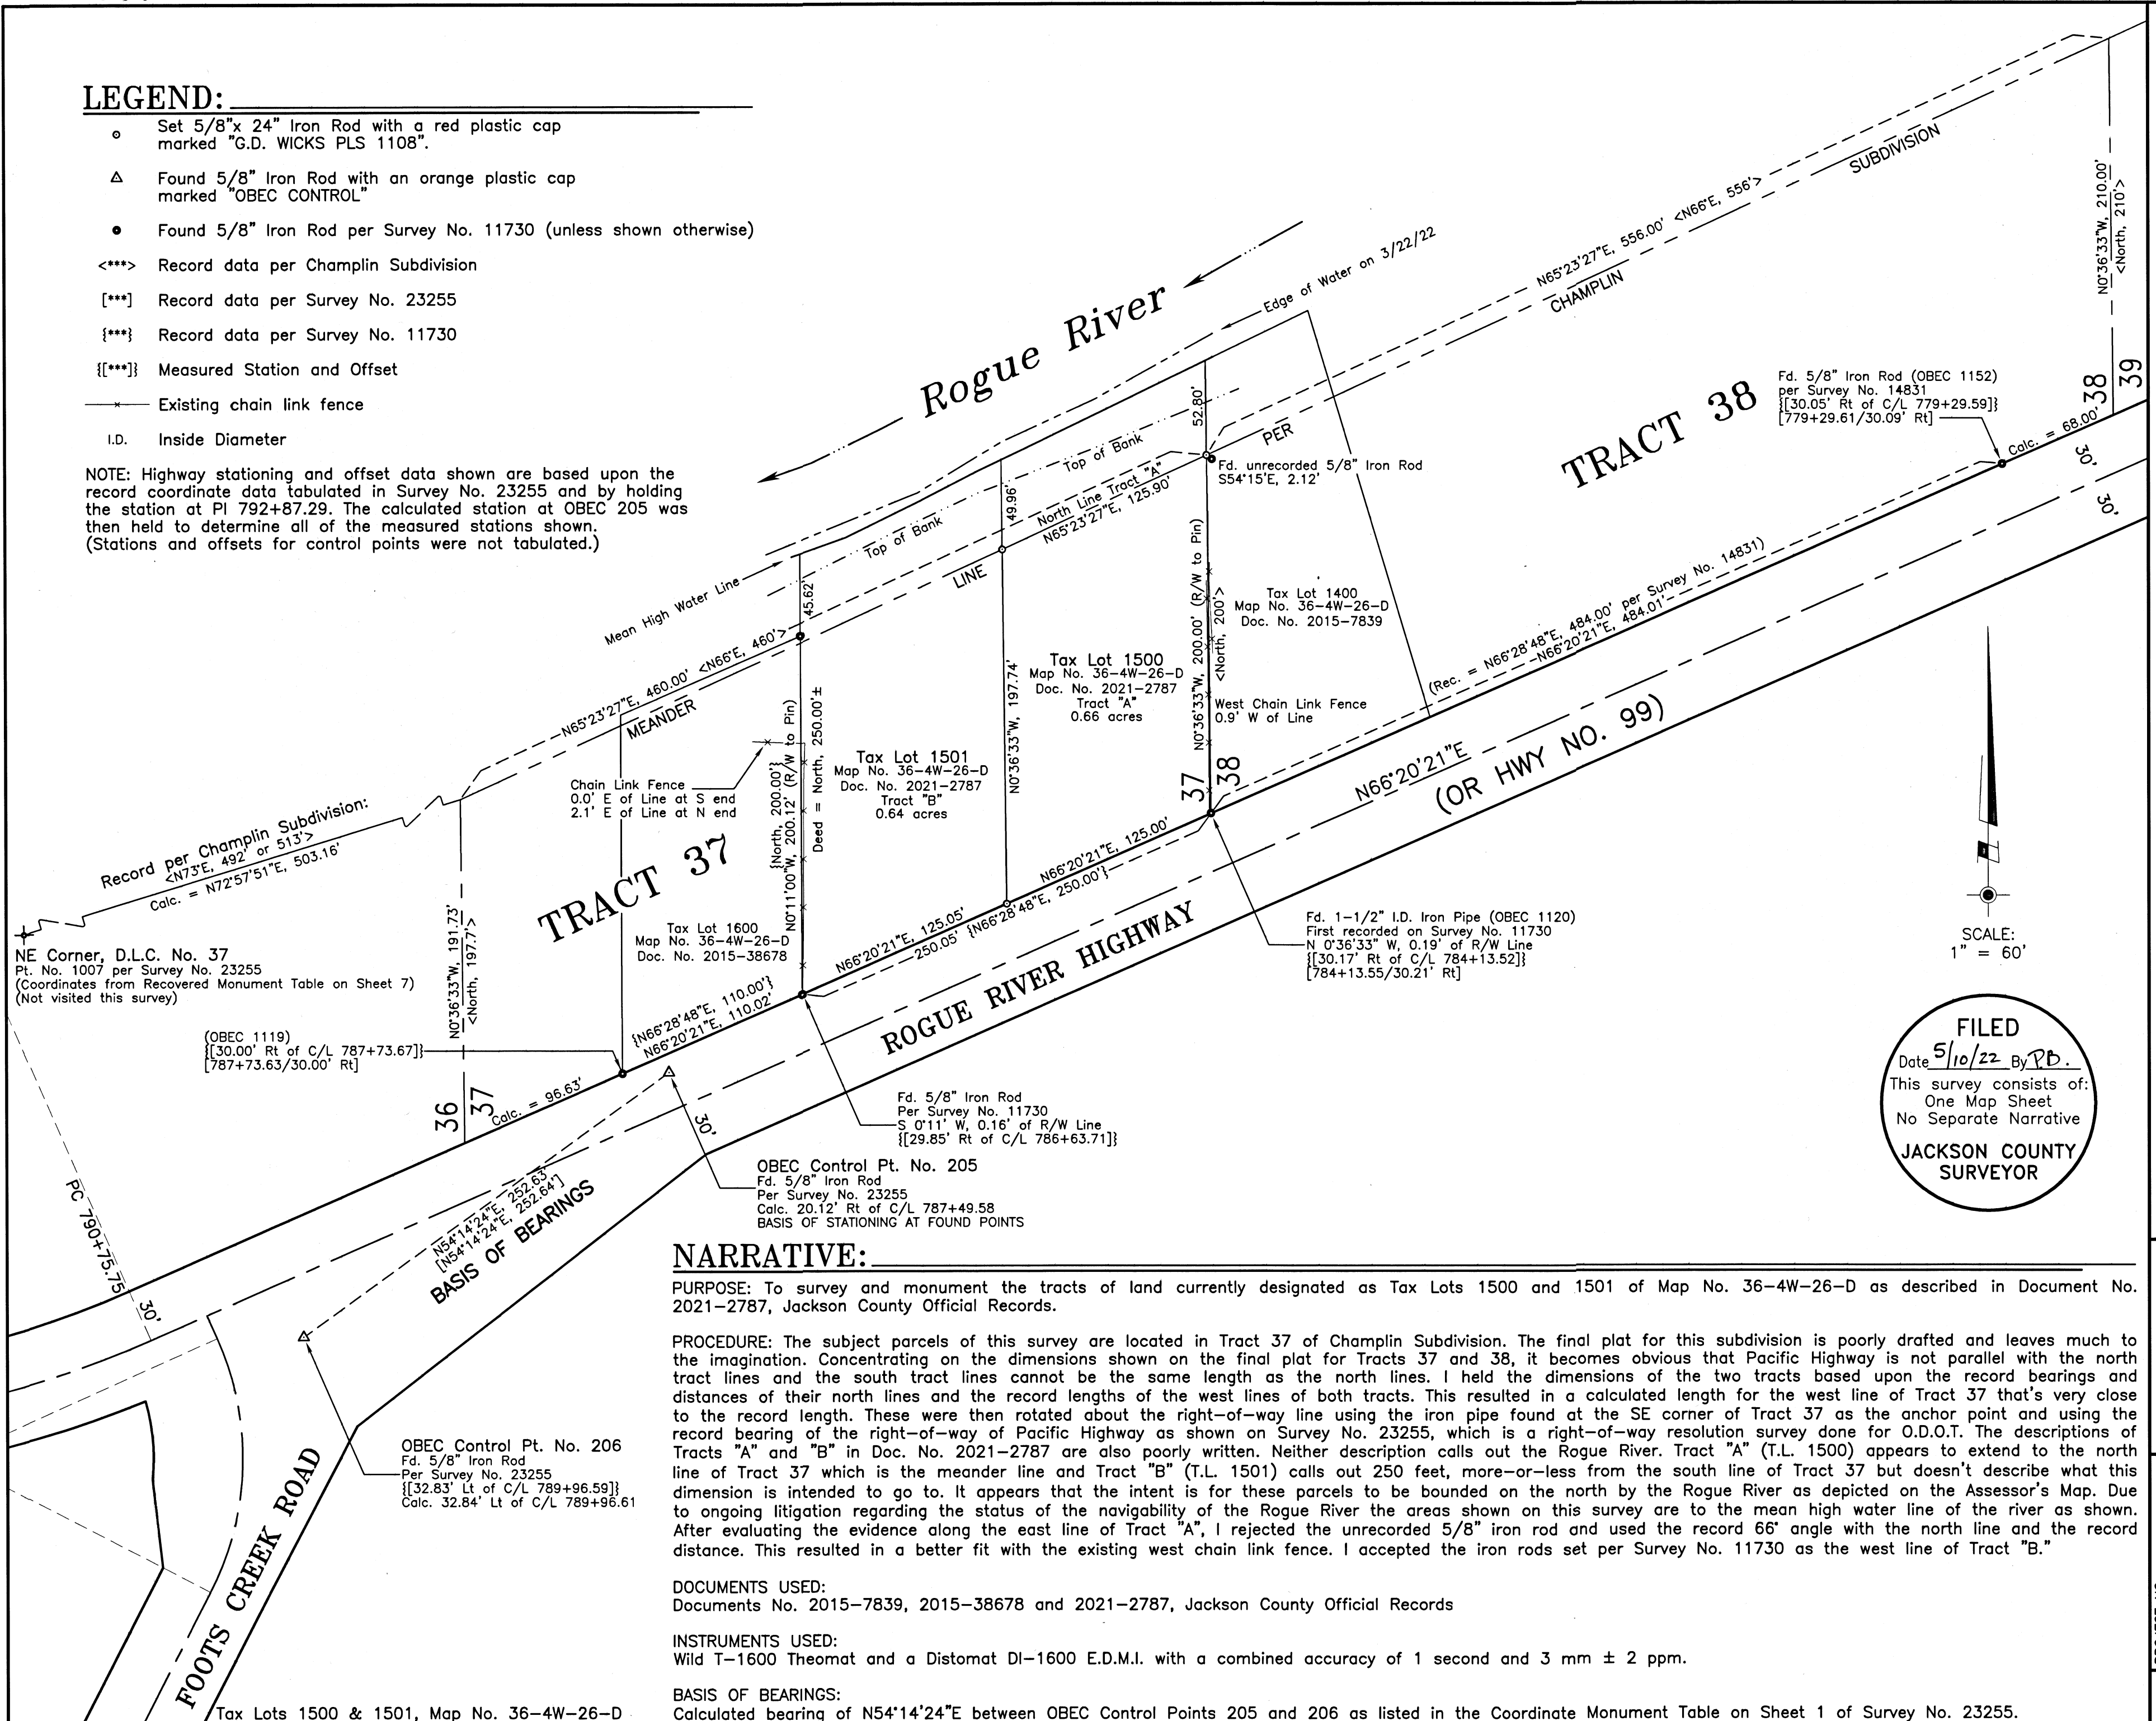 LEGEND:
Set 5/8"x 24" Iron Rod with a red plastic cap
marked "G.D. WICKS PLS 1108".
Found 5/8" Iron Rod with an orange plastic cap
marked "OBEC CONTROL"
Found 5/8" Iron Rod per Survey No. 11730 (unless shown otherwise)
<***> Record data per Champlin Subdivision
[***] Record data per Survey No. 23255
{***} Record data per Survey No. 11730
{[***]} Measured Station and Offset
Existing chain link fence
I.D. Inside Diameter
NOTE: Highway stationing and offset data shown are based upon the
record coordinate data tabulated in Survey No. 23255 and by holding
the station at PI 792+87.29. The calculated station at OBEC 205 was
then held to determine all of the measured stations shown.
(Stations and offsets for control points were not tabulated.)
Rogue River
Edge of Water on 3/22/22
N65°23'27"E, 556.00' <N66°E, 556'>
CHAMPLIN
SUBDIVISION
N0°36'33"W, 210.00'
<North, 210'>
38
39
TRACT 38
Fd. 5/8" Iron Rod (OBEC 1152)
per Survey No. 14831
{[30.05' Rt of C/L 779+29.59]}
[779+29.61/30.09' Rt]
Calc. = 68.00'
30'
30'
52.80'
PER
Top of Bank
Fd. unrecorded 5/8" Iron Rod
S54°15'E, 2.12'
North Line Tract "A"
N65°23'27"E, 125.90'
49.96'
Top of Bank
LINE
Mean High Water Line
45.62'
N65°23'27"E, 460.00' <N66°E, 460'>
MEANDER
N0°36'33"W, 200.00' (R/W to Pin)
<North, 200'>
Tax Lot 1400
Map No. 36-4W-26-D
Doc. No. 2015-7839
Tax Lot 1500
Map No. 36-4W-26-D
Doc. No. 2021-2787
Tract "A"
0.66 acres
West Chain Link Fence
0.9' W of Line
N0°36'33"W, 197.74'
(Rec. = N66°28'48"E, 484.00' per Survey No. 14831)
N66°20'21"E, 484.01'
N66°20'21"E
(OR HWY NO. 99)
Chain Link Fence
0.0' E of Line at S end
2.1' E of Line at N end
{North, 200.00'}
N0°11'00"W, 200.12' (R/W to Pin)
Deed = North, 250.00'±
Tax Lot 1501
Map No. 36-4W-26-D
Doc. No. 2021-2787
Tract "B"
0.64 acres
37
38
Record per Champlin Subdivision:
<N73°E, 492' or 513'>
Calc. = N72°57'51"E, 503.16'
TRACT 37
N66°20'21"E, 125.00'
{N66°28'48"E, 250.00'}
N66°20'21"E, 125.05'
250.05'
Tax Lot 1600
Map No. 36-4W-26-D
Doc. No. 2015-38678
Fd. 1-1/2" I.D. Iron Pipe (OBEC 1120)
First recorded on Survey No. 11730
N 0°36'33" W, 0.19' of R/W Line
{[30.17' Rt of C/L 784+13.52]}
[784+13.55/30.21' Rt]
SCALE:
1" = 60'
NE Corner, D.L.C. No. 37
Pt. No. 1007 per Survey No. 23255
(Coordinates from Recovered Monument Table on Sheet 7)
(Not visited this survey)
N0°36'33"W, 191.73'
<North, 197.7'>
ROGUE RIVER HIGHWAY
{N66°28'48"E, 110.00'}
N66°20'21"E, 110.02'
(OBEC 1119)
{[30.00' Rt of C/L 787+73.67]}
[787+73.63/30.00' Rt]
36
37
Calc. = 96.63'
30'
Fd. 5/8" Iron Rod
Per Survey No. 11730
S 0°11' W, 0.16' of R/W Line
{[29.85' Rt of C/L 786+63.71]}
FILED
Date 5/10/22 By P.B.
This survey consists of:
One Map Sheet
No Separate Narrative
JACKSON COUNTY
SURVEYOR
OBEC Control Pt. No. 205
Fd. 5/8" Iron Rod
Per Survey No. 23255
Calc. 20.12' Rt of C/L 787+49.58
BASIS OF STATIONING AT FOUND POINTS
PC 790+75.75
30'
N54°14'24"E, 252.63'
[N54°14'24"E, 252.64']
BASIS OF BEARINGS
OBEC Control Pt. No. 206
Fd. 5/8" Iron Rod
Per Survey No. 23255
{[32.83' Lt of C/L 789+96.59]}
Calc. 32.84' Lt of C/L 789+96.61
FOOTS CREEK ROAD
Tax Lots 1500 & 1501, Map No. 36-4W-26-D
NARRATIVE:
PURPOSE: To survey and monument the tracts of land currently designated as Tax Lots 1500 and 1501 of Map No. 36-4W-26-D as described in Document No.
2021-2787, Jackson County Official Records.
PROCEDURE: The subject parcels of this survey are located in Tract 37 of Champlin Subdivision. The final plat for this subdivision is poorly drafted and leaves much to
the imagination. Concentrating on the dimensions shown on the final plat for Tracts 37 and 38, it becomes obvious that Pacific Highway is not parallel with the north
tract lines and the south tract lines cannot be the same length as the north lines. I held the dimensions of the two tracts based upon the record bearings and
distances of their north lines and the record lengths of the west lines of both tracts. This resulted in a calculated length for the west line of Tract 37 that's very close
to the record length. These were then rotated about the right-of-way line using the iron pipe found at the SE corner of Tract 37 as the anchor point and using the
record bearing of the right-of-way of Pacific Highway as shown on Survey No. 23255, which is a right-of-way resolution survey done for O.D.O.T. The descriptions of
Tracts "A" and "B" in Doc. No. 2021-2787 are also poorly written. Neither description calls out the Rogue River. Tract "A" (T.L. 1500) appears to extend to the north
line of Tract 37 which is the meander line and Tract "B" (T.L. 1501) calls out 250 feet, more-or-less from the south line of Tract 37 but doesn't describe what this
dimension is intended to go to. It appears that the intent is for these parcels to be bounded on the north by the Rogue River as depicted on the Assessor's Map. Due
to ongoing litigation regarding the status of the navigability of the Rogue River the areas shown on this survey are to the mean high water line of the river as shown.
After evaluating the evidence along the east line of Tract "A", I rejected the unrecorded 5/8" iron rod and used the record 66° angle with the north line and the record
distance. This resulted in a better fit with the existing west chain link fence. I accepted the iron rods set per Survey No. 11730 as the west line of Tract "B."
DOCUMENTS USED:
Documents No. 2015-7839, 2015-38678 and 2021-2787, Jackson County Official Records
INSTRUMENTS USED:
Wild T-1600 Theomat and a Distomat DI-1600 E.D.M.I. with a combined accuracy of 1 second and 3 mm ± 2 ppm.
BASIS OF BEARINGS:
Calculated bearing of N54°14'24"E between OBEC Control Points 205 and 206 as listed in the Coordinate Monument Table on Sheet 1 of Survey No. 23255.